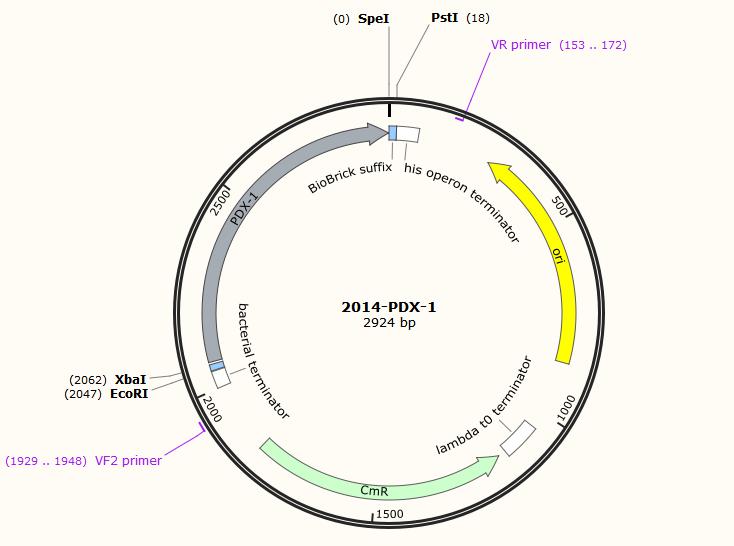 (0) SpeI
PstI (18)
VR primer (153 .. 172)
BioBrick suffix
his operon terminator
2500
500
PDX-1
ori
2014-PDX-1
2924 bp
bacterial terminator
lambda t0 terminator
(2062) XbaI
(2047) EcoRI
2000
1000
(1929 .. 1948) VF2 primer
CmR
1500